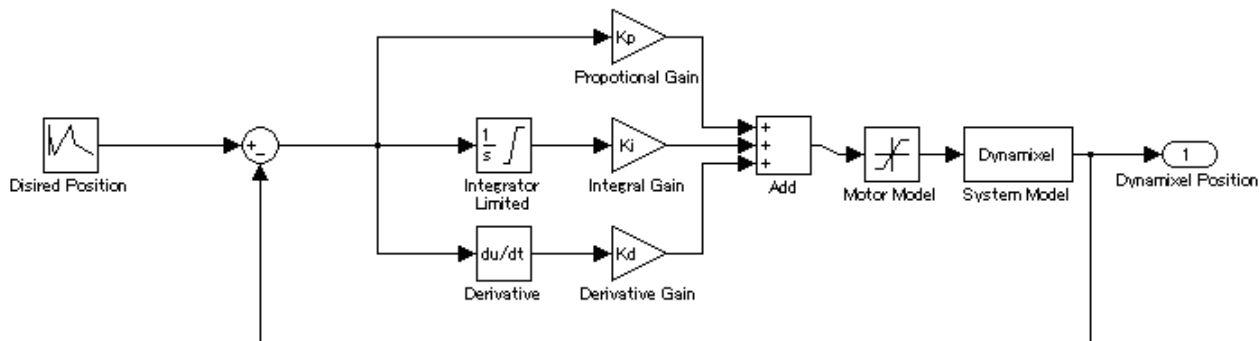 Kp
Propotional Gain
Disired Position
+
-
1
s
Integrator
Limited
Ki
Integral Gain
+
+
+
Add
Motor Model
Dynamixel
System Model
1
Dynamixel Position
du/dt
Derivative
Kd
Derivative Gain